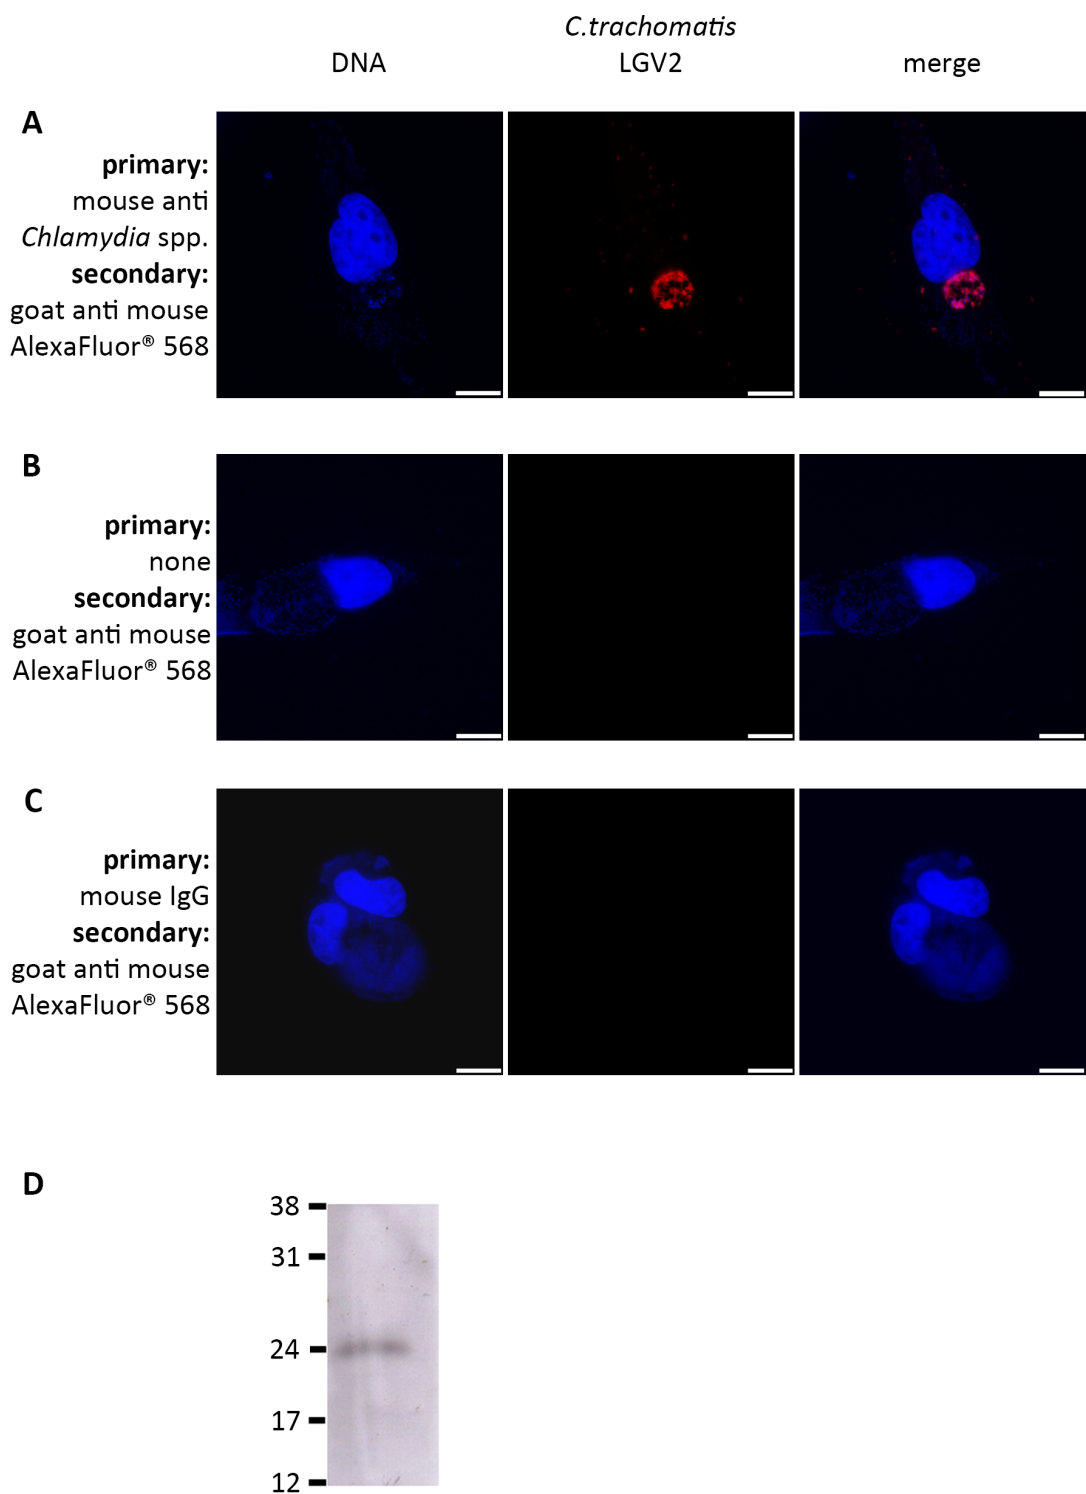 C.trachomatis
DNA LGV2 merge
A
primary:
mouse anti
Chlamydia spp.
secondary:
goat anti mouse
AlexaFluor® 568
B
primary:
none
secondary:
goat anti mouse
AlexaFluor® 568
C
primary:
mouse IgG
secondary:
goat anti mouse
AlexaFluor® 568
D
38
31
24
17
12